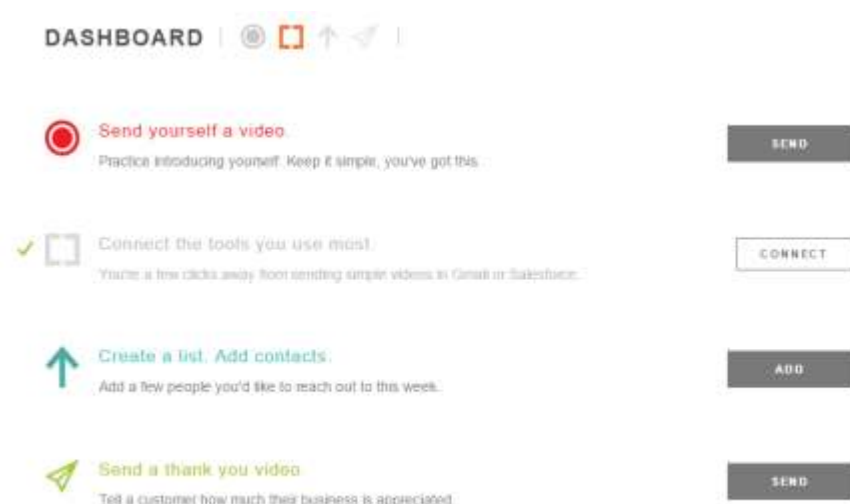 DASHBOARD
Send yourself a video.
Practice introducing yourself. Keep it simple, you've got this.
SEND
Connect the tools you use most.
You're a few clicks away from sending simple videos in Gmail or Salesforce.
CONNECT
Create a list. Add contacts.
Add a few people you'd like to reach out to this week.
ADD
Send a thank you video.
Tell a customer how much their business is appreciated.
SEND